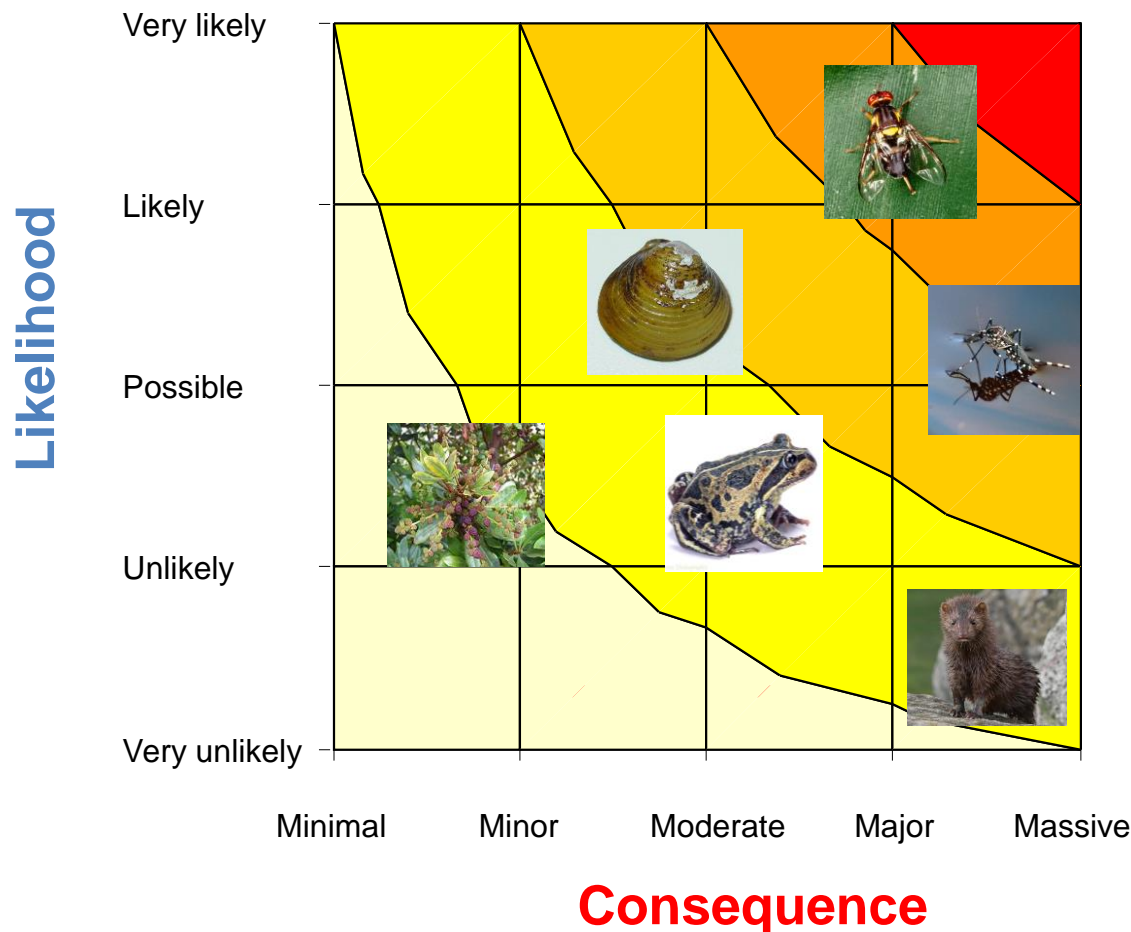 Very likely
Likely
Possible
Unlikely
Very unlikely
Likelihood
Minimal Minor Moderate Major Massive
Consequence